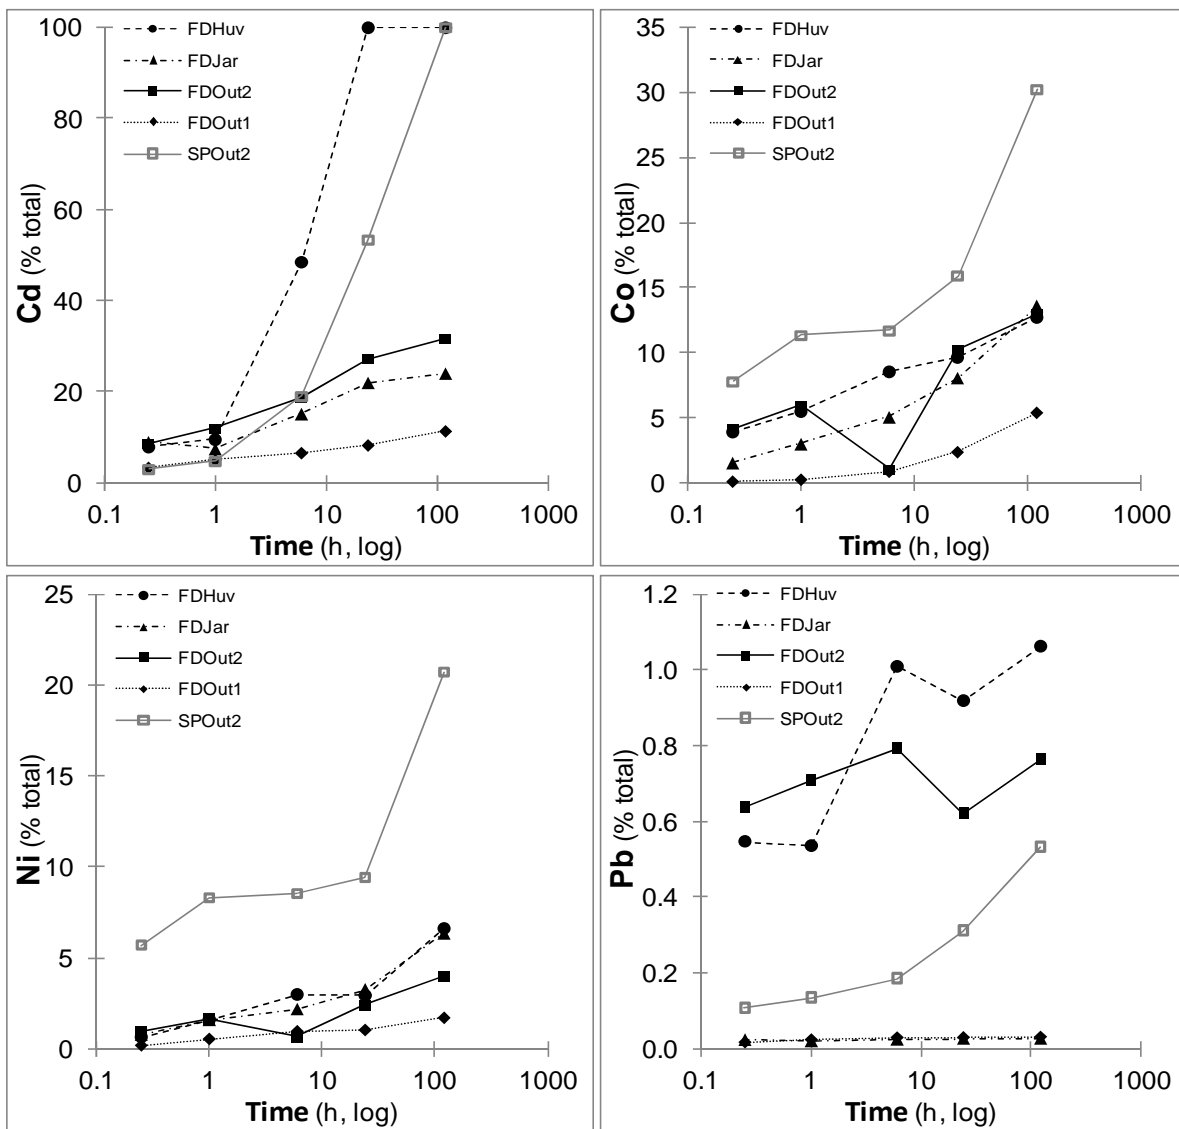 100
80
60
40
20
0
Cd (% total)
FDHuv
FDJar
FDOut2
FDOut1
SPOut2
0.1 1 10 100 1000
Time (h, log)
35
30
25
20
15
10
5
0
Co (% total)
FDHuv
FDJar
FDOut2
FDOut1
SPOut2
0.1 1 10 100 1000
Time (h, log)
25
20
15
10
5
0
Ni (% total)
FDHuv
FDJar
FDOut2
FDOut1
SPOut2
0.1 1 10 100 1000
Time (h, log)
1.2
1.0
0.8
0.6
0.4
0.2
0.0
Pb (% total)
FDHuv
FDJar
FDOut2
FDOut1
SPOut2
0.1 1 10 100 1000
Time (h, log)